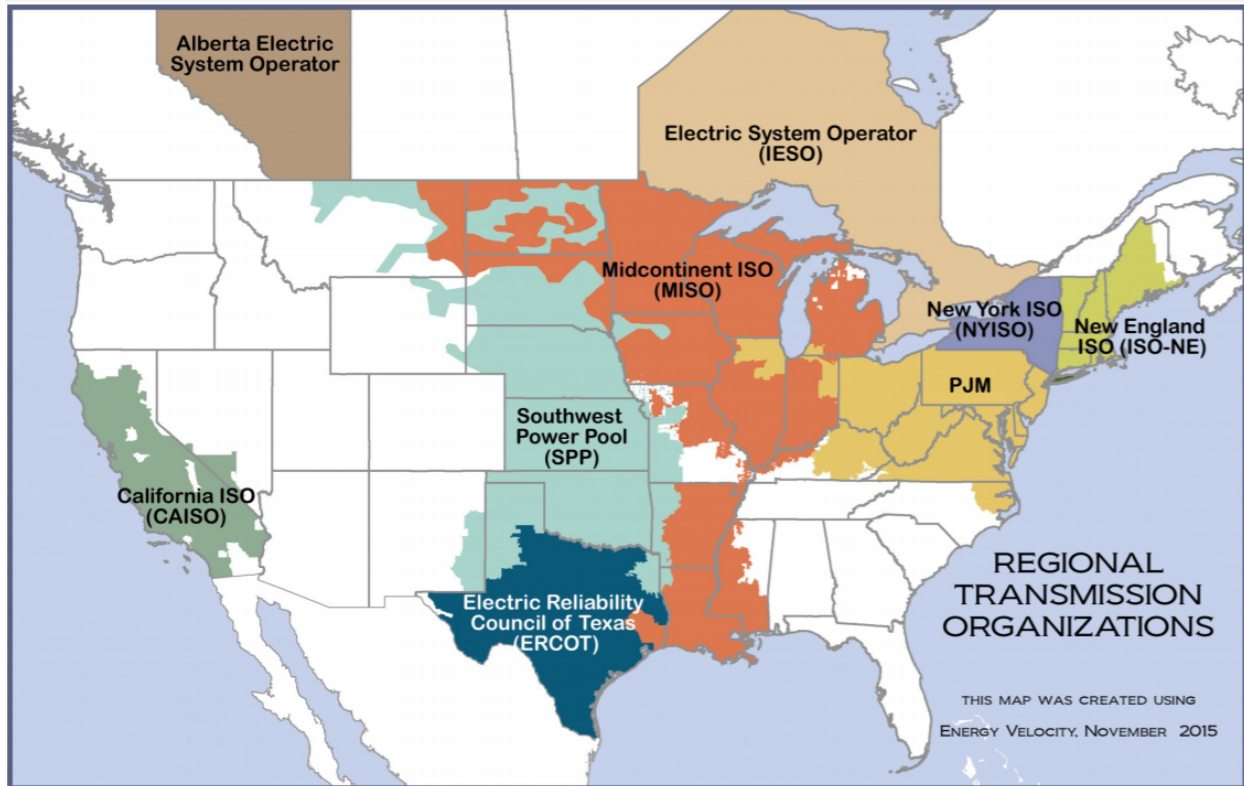 Alberta Electric
System Operator
Electric System Operator
(IESO)
Midcontinent ISO
(MISO)
New York ISO
(NYISO)
New England
ISO (ISO-NE)
PJM
Southwest
Power Pool
(SPP)
California ISO
(CAISO)
Electric Reliability
Council of Texas
(ERCOT)
REGIONAL
TRANSMISSION
ORGANIZATIONS
THIS MAP WAS CREATED USING
ENERGY VELOCITY, NOVEMBER 2015